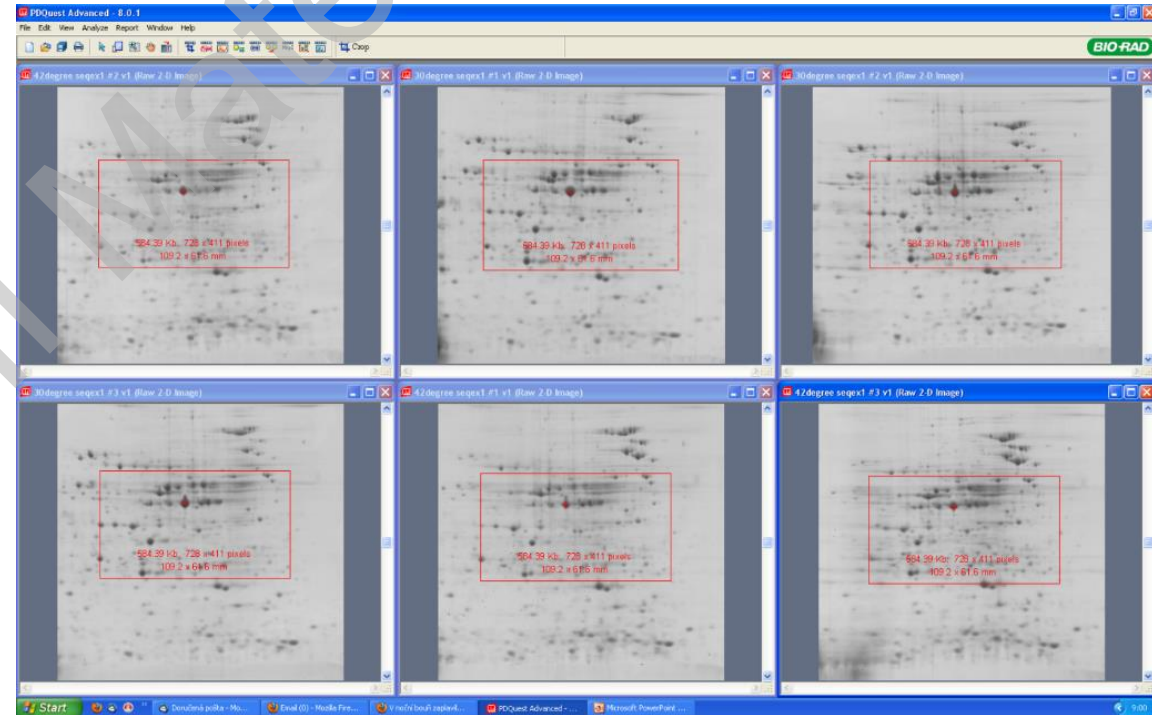 PDQuest Advanced - 8.0.1
File Edit View Analyze Report Window Help
Crop
BIO-RAD
42degree seqex1 #2 v1 (Raw 2-D Image)
30degree seqex1 #1 v1 (Raw 2-D Image)
30degree seqex1 #2 v1 (Raw 2-D Image)
584.39 Kb, 728 x 411 pixels
109.2 x 61.6 mm
584.39 Kb, 728 x 411 pixels
109.2 x 61.6 mm
584.39 Kb, 728 x 411 pixels
109.2 x 61.6 mm
30degree seqex1 #3 v1 (Raw 2-D Image)
42degree seqex1 #1 v1 (Raw 2-D Image)
42degree seqex1 #3 v1 (Raw 2-D Image)
584.39 Kb, 728 x 411 pixels
109.2 x 61.6 mm
584.39 Kb, 728 x 411 pixels
109.2 x 61.6 mm
584.39 Kb, 728 x 411 pixels
109.2 x 61.6 mm
Start
Doručená pošta - Mo...
Email (0) - Mozilla Fire...
V noční bouři zaplavil...
PDQuest Advanced - ...
Microsoft PowerPoint ...
9:00